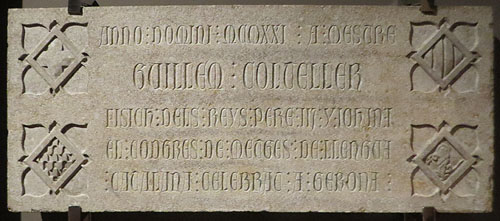 ANNO : DOMINI : MCMXXI : A MESTRE
GUILLEM : COLTELLER
FISICH : DELS : REYS : PERE III : Y JOHN I
EL : CONGRES : DE : METGES : DE LLENGUA
: CATALANA CELEBRAT : A GERONA :